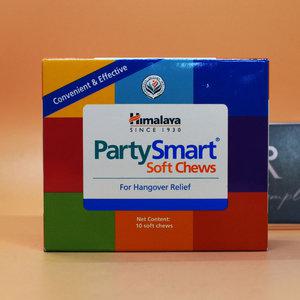 Convenient & Effective
Himalaya
SINCE 1930
PartySmart®
Soft Chews
For Hangover Relief
Net Content:
10 soft chews
R